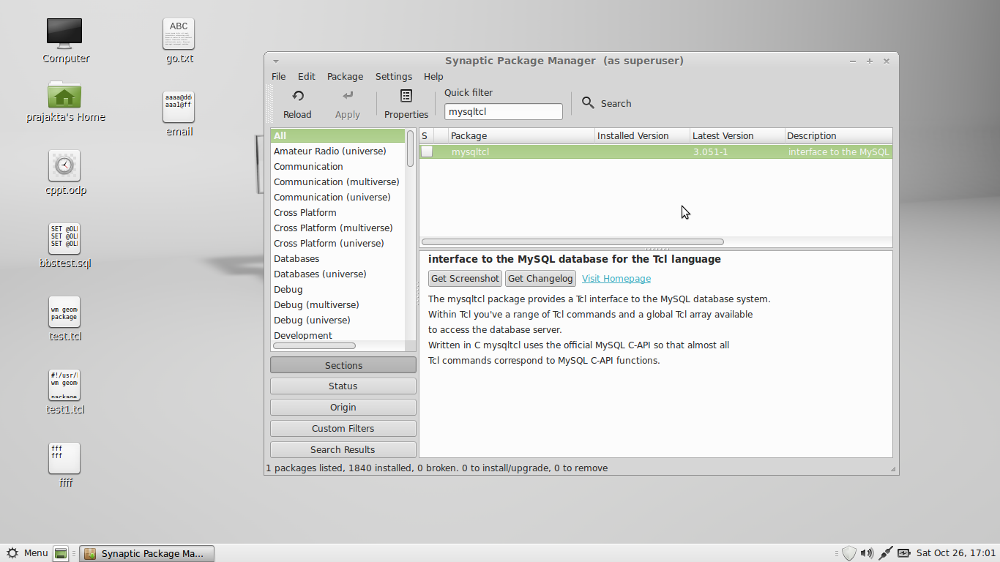 Computer
prajakta's Home
cppt.odp
SET @OL
SET @OL
SET @OL
bbstest.sql
wm geom
package
test.tcl
#!/usr/
wm geom
package
test1.tcl
fff
fff
ffff
ABC
go.txt
aaaa@dd
aaa1@ff
email
Synaptic Package Manager (as superuser)
File Edit Package Settings Help
Reload
Apply
Properties
Quick filter
mysqltcl
Search
All
Amateur Radio (universe)
Communication
Communication (multiverse)
Communication (universe)
Cross Platform
Cross Platform (multiverse)
Cross Platform (universe)
Databases
Databases (universe)
Debug
Debug (multiverse)
Debug (universe)
Development
Sections
Status
Origin
Custom Filters
Search Results
S Package Installed Version Latest Version Description
mysqltcl 3.051-1 interface to the MySQL
interface to the MySQL database for the Tcl language
Get Screenshot Get Changelog Visit Homepage
The mysqltcl package provides a Tcl interface to the MySQL database system.
Within Tcl you've a range of Tcl commands and a global Tcl array available
to access the database server.
Written in C mysqltcl uses the official MySQL C-API so that almost all
Tcl commands correspond to MySQL C-API functions.
1 packages listed, 1840 installed, 0 broken. 0 to install/upgrade, 0 to remove
Menu
Synaptic Package Ma...
Sat Oct 26, 17:01